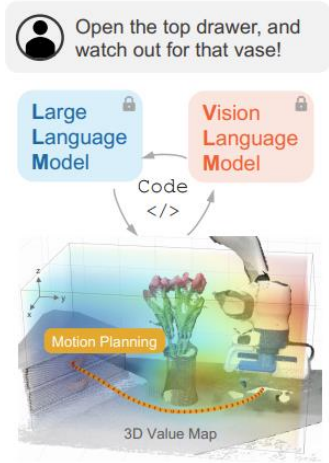 Open the top drawer, and
watch out for that vase!
Large
Language
Model
Vision
Language
Model
Code
</>
z
y
x
Motion Planning
3D Value Map